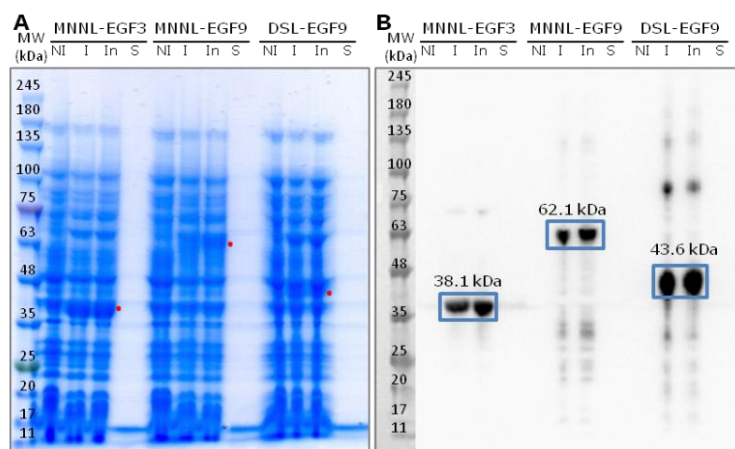 A
MNNL-EGF3 MNNL-EGF9 DSL-EGF9
MW
(kDa)
NI I In S NI I In S NI I In S
245
180
135
100
75
63
48
35
25
20
17
11
B
MNNL-EGF3 MNNL-EGF9 DSL-EGF9
MW
(kDa)
NI I In S NI I In S NI I In S
245
180
135
100
75
63
48
35
25
20
17
11
62.1 kDa
43.6 kDa
38.1 kDa